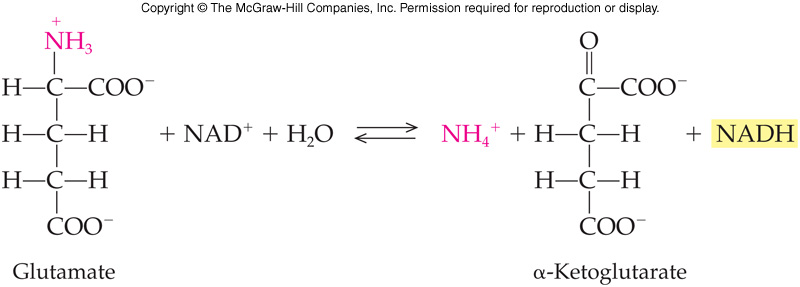 Copyright © The McGraw-Hill Companies, Inc. Permission required for reproduction or display.
+
NH₃ O
H—C—COO⁻ C—COO⁻
H—C—H + NAD⁺ + H₂O ⇌ NH₄⁺ + H—C—H + NADH
H—C—H H—C—H
COO⁻ COO⁻
Glutamate α-Ketoglutarate